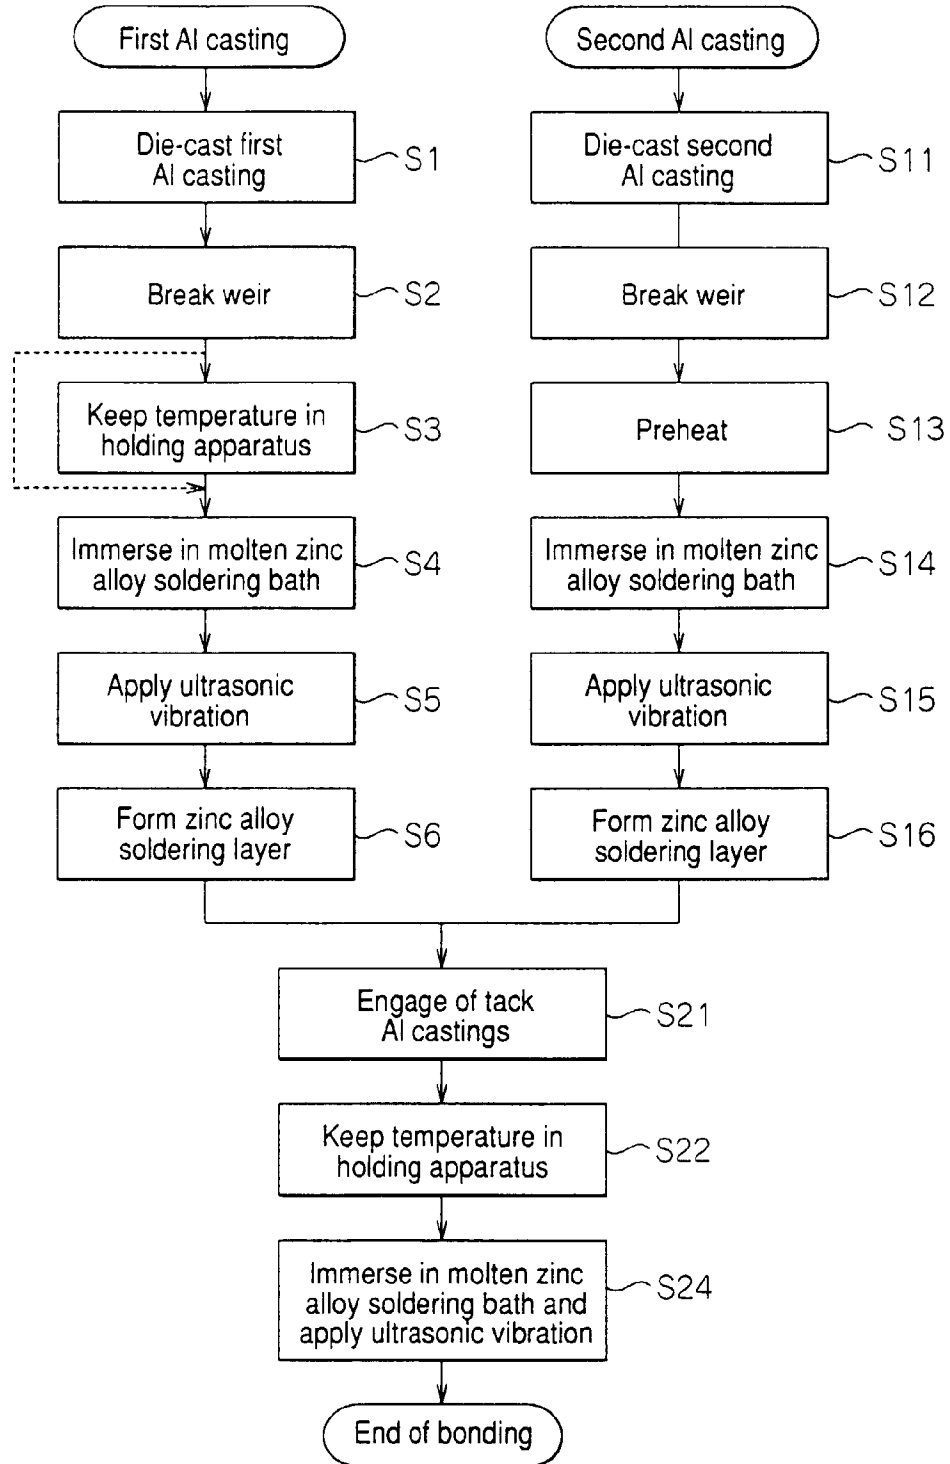 First Al casting
Die-cast first
Al casting
S1
Break weir
S2
Keep temperature in
holding apparatus
S3
Immerse in molten zinc
alloy soldering bath
S4
Apply ultrasonic
vibration
S5
Form zinc alloy
soldering layer
S6
Second Al casting
Die-cast second
Al casting
S11
Break weir
S12
Preheat
S13
Immerse in molten zinc
alloy soldering bath
S14
Apply ultrasonic
vibration
S15
Form zinc alloy
soldering layer
S16
Engage of tack
Al castings
S21
Keep temperature in
holding apparatus
S22
Immerse in molten zinc
alloy soldering bath and
apply ultrasonic vibration
S24
End of bonding